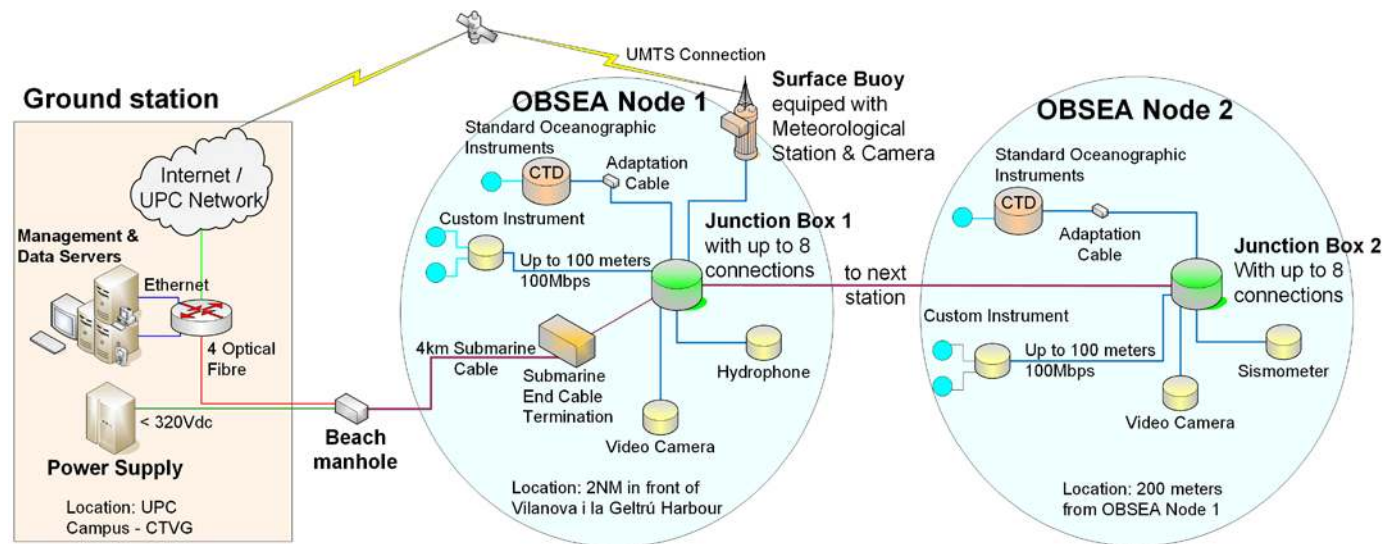 UMTS Connection
Ground station
Internet /
UPC Network
Management &
Data Servers
Ethernet
4 Optical
Fibre
< 320Vdc
Power Supply
Location: UPC
Campus - CTVG
Beach
manhole
OBSEA Node 1
Surface Buoy
equiped with
Meteorological
Station & Camera
Standard Oceanographic
Instruments
CTD
Adaptation
Cable
Custom Instrument
Up to 100 meters
100Mbps
Junction Box 1
with up to 8
connections
4km Submarine
Cable
Submarine
End Cable
Termination
Hydrophone
Video Camera
Location: 2NM in front of
Vilanova i la Geltrú Harbour
to next
station
OBSEA Node 2
Standard Oceanographic
Instruments
CTD
Adaptation
Cable
Junction Box 2
With up to 8
connections
Custom Instrument
Up to 100 meters
100Mbps
Sismometer
Video Camera
Location: 200 meters
from OBSEA Node 1